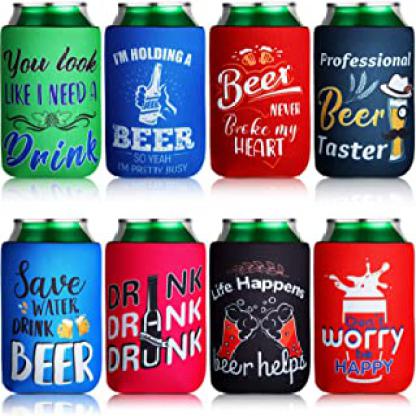 You look
LIKE I NEED A
Drink
I'M HOLDING A
BEER
SO YEAH
I'M PRETTY BUSY
Beer
NEVER
Broke my
HEART
Professional
Beer
Taster
Save
WATER
DRINK
BEER
DRINK
DRANK
DRUNK
Life Happens
beer helps
Don't
worry
be HAPPY